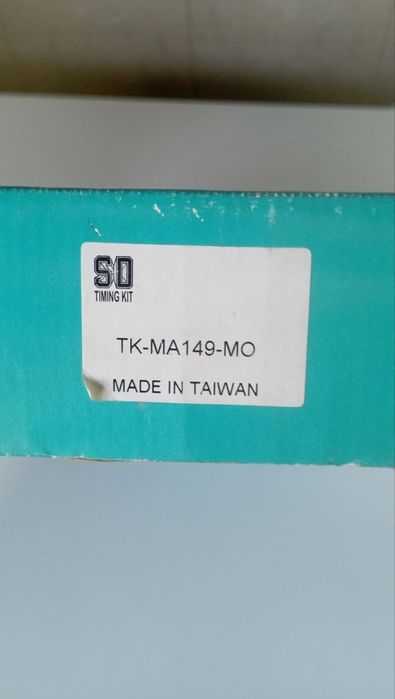 SD
TIMING KIT
TK-MA149-MO
MADE IN TAIWAN